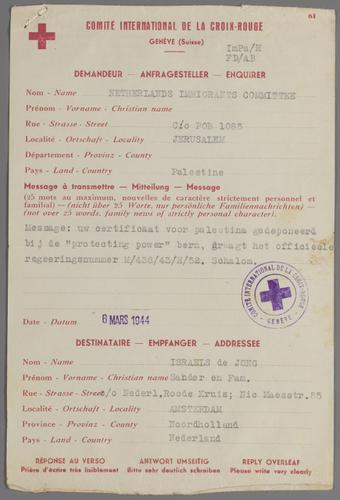 61
COMITÉ INTERNATIONAL DE LA CROIX-ROUGE
GENÈVE (Suisse)
ImPa/H
FD/AB
DEMANDEUR — ANFRAGESTELLER — ENQUIRER
Nom - Name NETHERLANDS IMMIGRANTS COMMITTEE
Prénom - Vorname - Christian name
Rue - Strasse - Street C/o POB 1085
Localité - Ortschaft - Locality JERUSALEM
Département - Provinz - County
Pays - Land - Country Palestine
Message à transmettre — Mitteilung — Message
(25 mots au maximum, nouvelles de caractère strictement personnel et
familial) — (nicht über 25 Worte, nur persönliche Familiennachrichten) —
(not over 25 words, family news of strictly personal character).
Message: uw certificaat voor palestina gedeponeerd
bij de "protecting power" bern, draagt het officieele
regeeringsnummer M/438/43/H/52. Schalom.
COMITÉ INTERNATIONAL DE LA CROIX-ROUGE
GENÈVE
Date - Datum 6 MARS 1944
DESTINATAIRE — EMPFANGER — ADDRESSEE
Nom - Name ISRAELS de JONG
Prénom - Vorname - Christian name Sander en Fam.
Rue - Strasse - Street c/o Nederl. Roode Kruis; Nic Maesstr.
Localité - Ortschaft - Locality AMSTERDAM
Province - Provinz - County Noordholland
Pays - Land - Country Nederland
RÉPONSE AU VERSO ANTWORT UMSEITIG REPLY OVERLEAF
Prière d'écrire très lisiblement Bitte sehr deutlich schreiben Please write very clearly